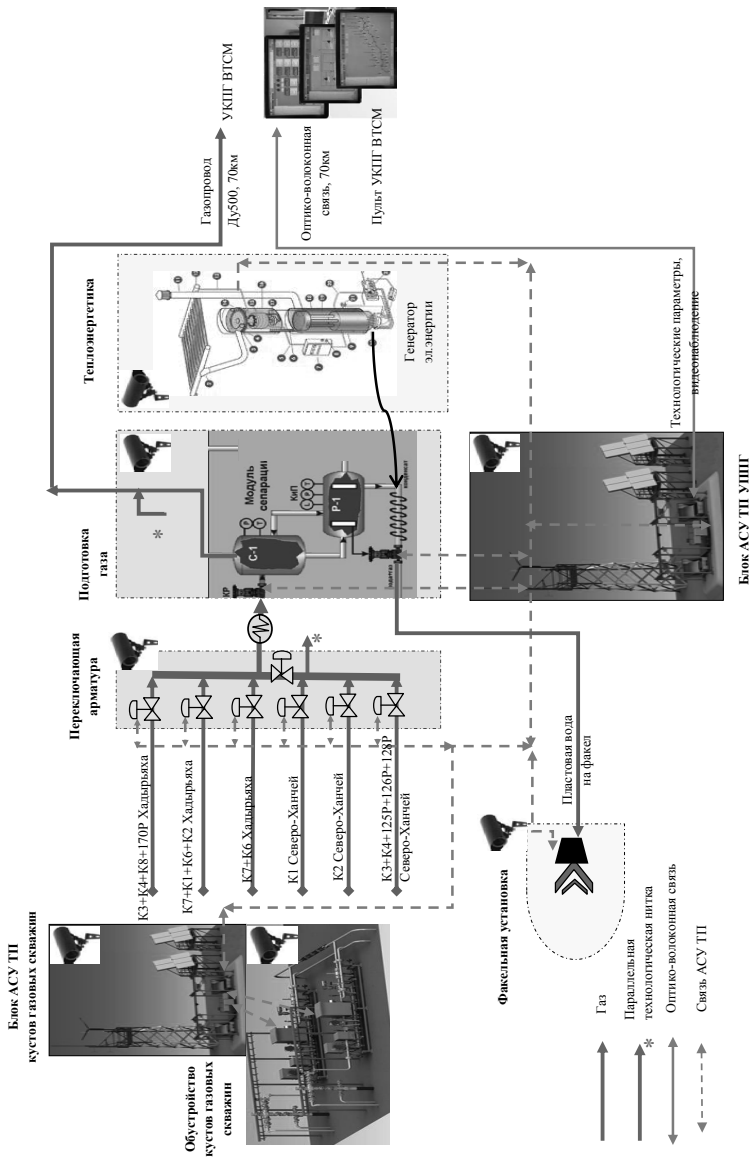 Блок АСУ ТП
кустов газовых скважин
Обустройство
кустов газовых
скважин
К3+К4+К8+170Р Хадырьяха
К7+К1+К6+К2 Хадырьяха
К7+К6 Хадырьяха
К1 Северо-Ханчей
К2 Северо-Ханчей
К3+К4+125Р+126Р+128Р
Северо-Ханчей
Переключающая
арматура
*
Подготовка
газа
*
КР
С-1
P
T
Модуль
сепараци
КиП
L
P
T
Р-1
Теплоэнергетика
Генератор
эл.энергии
Газопровод
Ду500, 70км
УКПГ ВТСМ
Оптико-волоконная
связь, 70км
Пульт УКПГ ВТСМ
Технологические параметры,
видеонаблюдение
Блок АСУ ТП УППГ
Факельная установка
Пластовая вода
на факел
Газ
Параллельная
технологическая нитка
*
Оптико-волоконная связь
Связь АСУ ТП